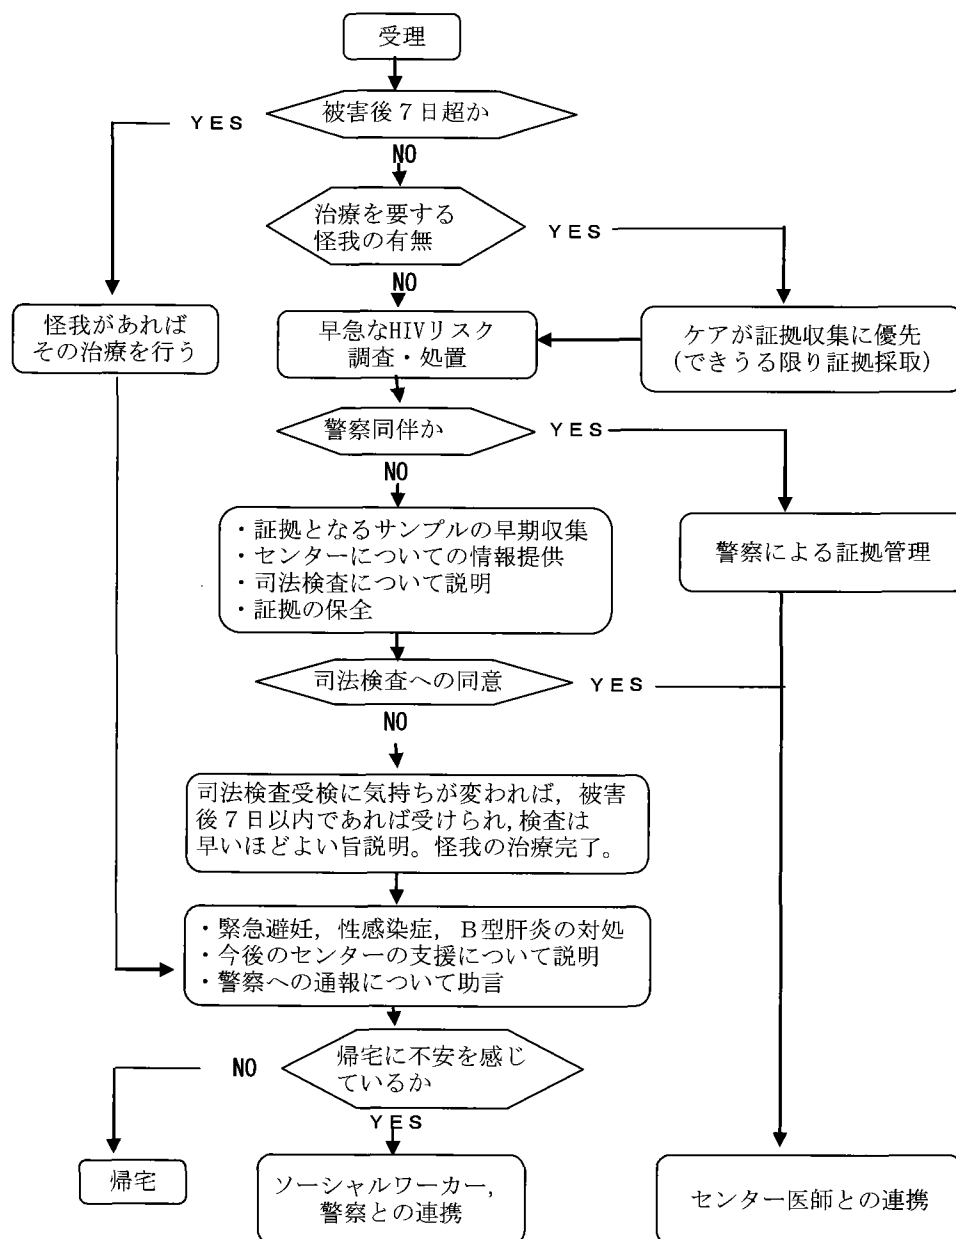 受理
被害後7日超か
YES
NO
治療を要する
怪我の有無
YES
NO
怪我があれば
その治療を行う
早急なHIVリスク
調査・処置
ケアが証拠収集に優先
(できうる限り証拠採取)
警察同伴か
YES
NO
・証拠となるサンプルの早期収集
・センターについての情報提供
・司法検査について説明
・証拠の保全
警察による証拠管理
司法検査への同意
YES
NO
司法検査受検に気持ちが変われば，被害
後7日以内であれば受けられ,検査は
早いほどよい旨説明。怪我の治療完了。
・緊急避妊，性感染症，B型肝炎の対処
・今後のセンターの支援について説明
・警察への通報について助言
帰宅に不安を感じ
ているか
NO
YES
帰宅
ソーシャルワーカー，
警察との連携
センター医師との連携